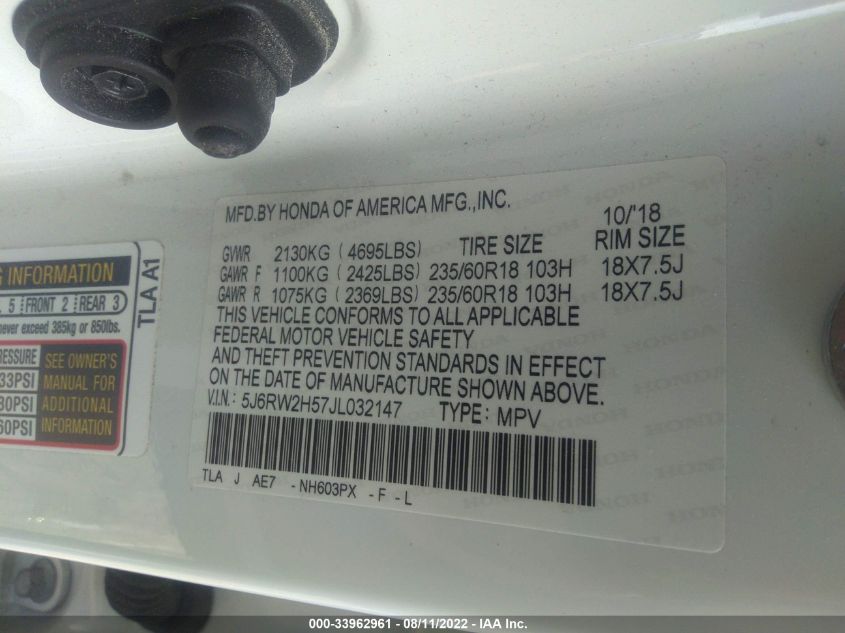 MFD.BY HONDA OF AMERICA MFG.,INC. 10/'18
GVWR 2130KG ( 4695LBS) TIRE SIZE RIM SIZE
GAWR F 1100KG ( 2425LBS) 235/60R18 103H 18X7.5J
GAWR R 1075KG ( 2369LBS) 235/60R18 103H 18X7.5J
THIS VEHICLE CONFORMS TO ALL APPLICABLE
FEDERAL MOTOR VEHICLE SAFETY
AND THEFT PREVENTION STANDARDS IN EFFECT
ON THE DATE OF MANUFACTURE SHOWN ABOVE.
V.I.N.: 5J6RW2H57JL032147 TYPE: MPV
TLA J AE7 -NH603PX -F -L
INFORMATION
5 FRONT 2 REAR 3
exceed 385kg or 850lbs.
PRESSURE
33PSI
30PSI
60PSI
SEE OWNER'S
MANUAL FOR
ADDITIONAL
INFORMATION
TLA A1
000-33962961 - 08/11/2022 - IAA Inc.